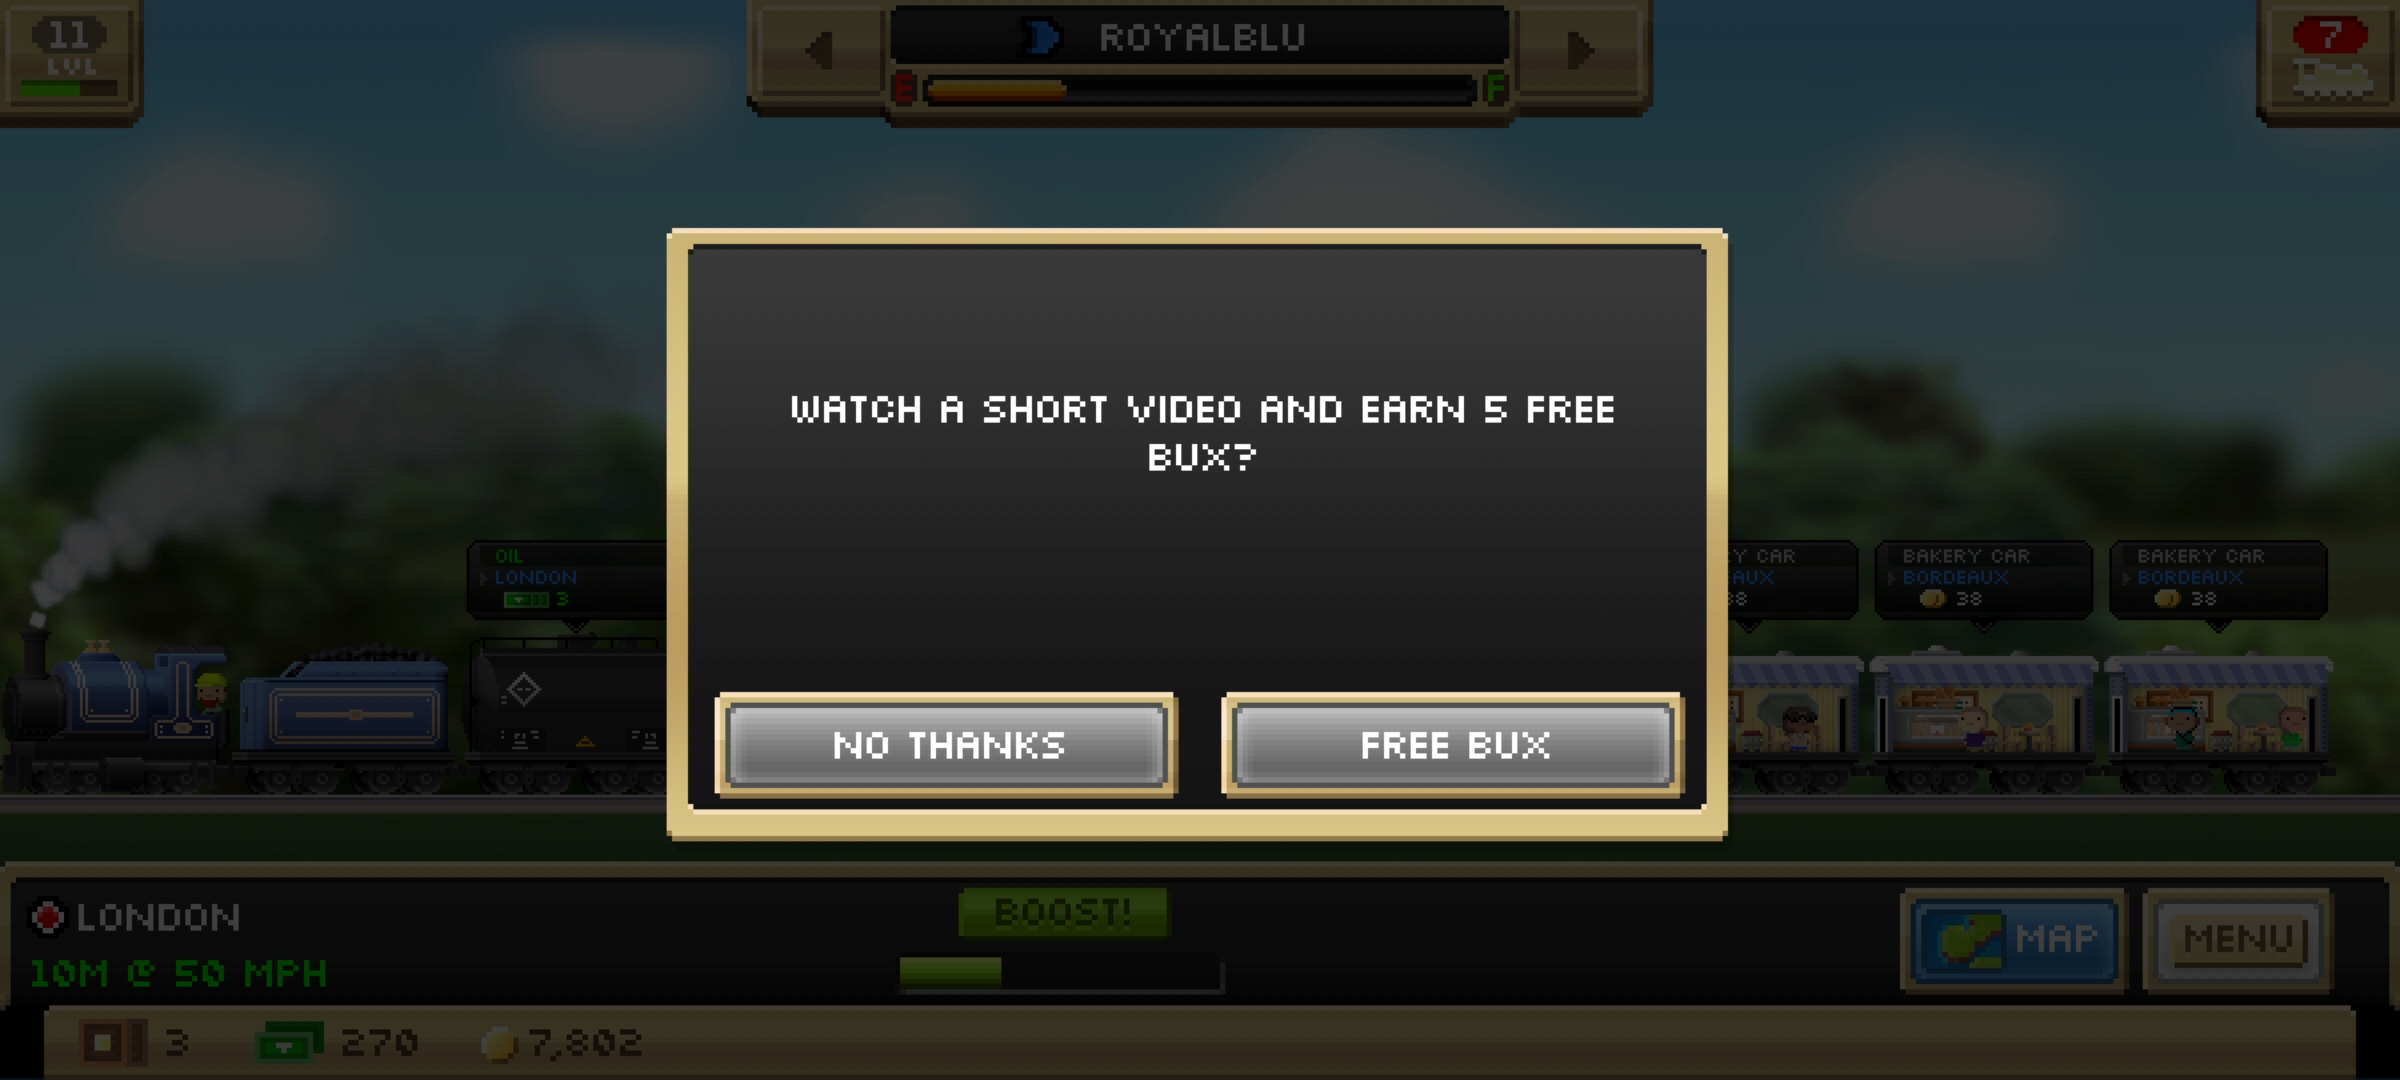 11
LVL
ROYALBLU
E F
7
WATCH A SHORT VIDEO AND EARN 5 FREE
BUX?
NO THANKS
FREE BUX
OIL
LONDON
3
Y CAR
EAUX
38
BAKERY CAR
BORDEAUX
38
BAKERY CAR
BORDEAUX
38
LONDON
10M @ 50 MPH
BOOST!
MAP
MENU
3 270 7,802